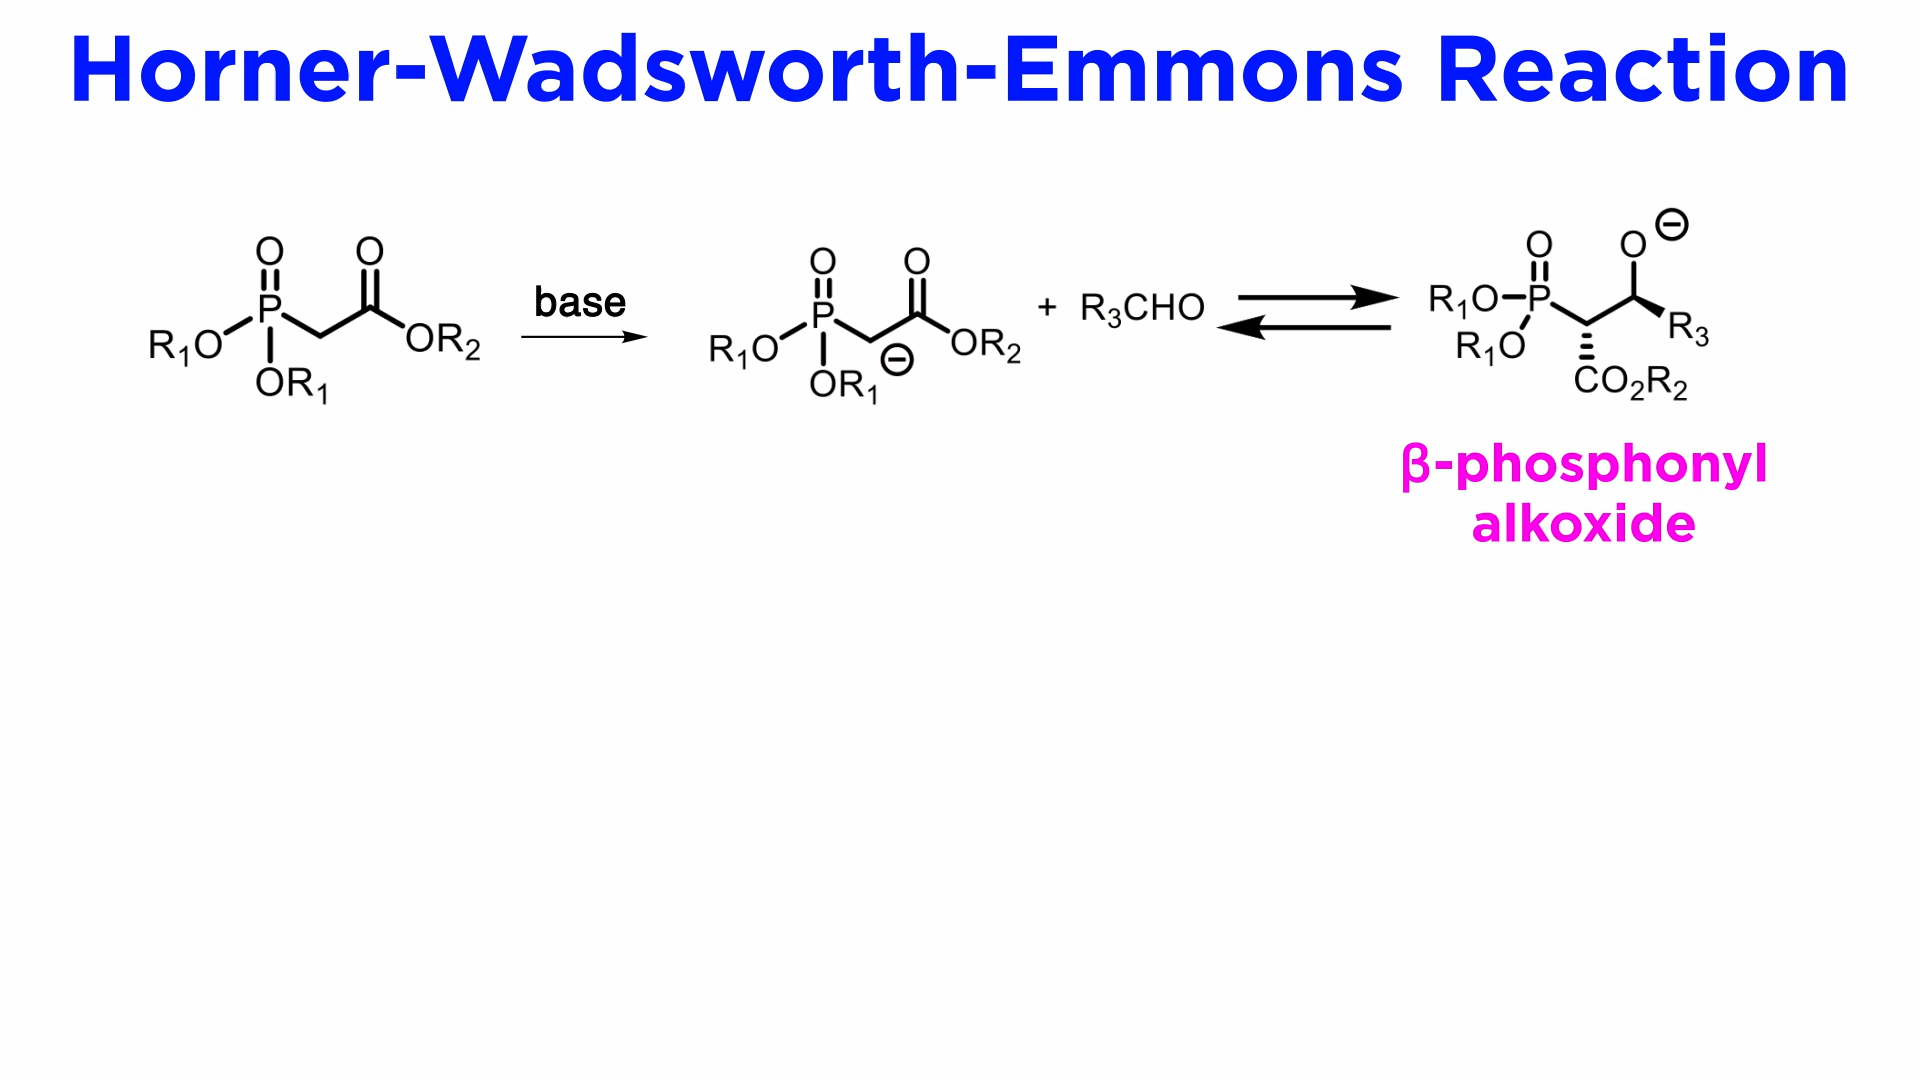 Horner-Wadsworth-Emmons Reaction
O O
P
R₁O OR₂
OR₁
base
O O
P
R₁O OR₂
⊖
OR₁
+ R₃CHO
O O ⊖
R₁O P
R₁O R₃
CO₂R₂
β-phosphonyl
alkoxide